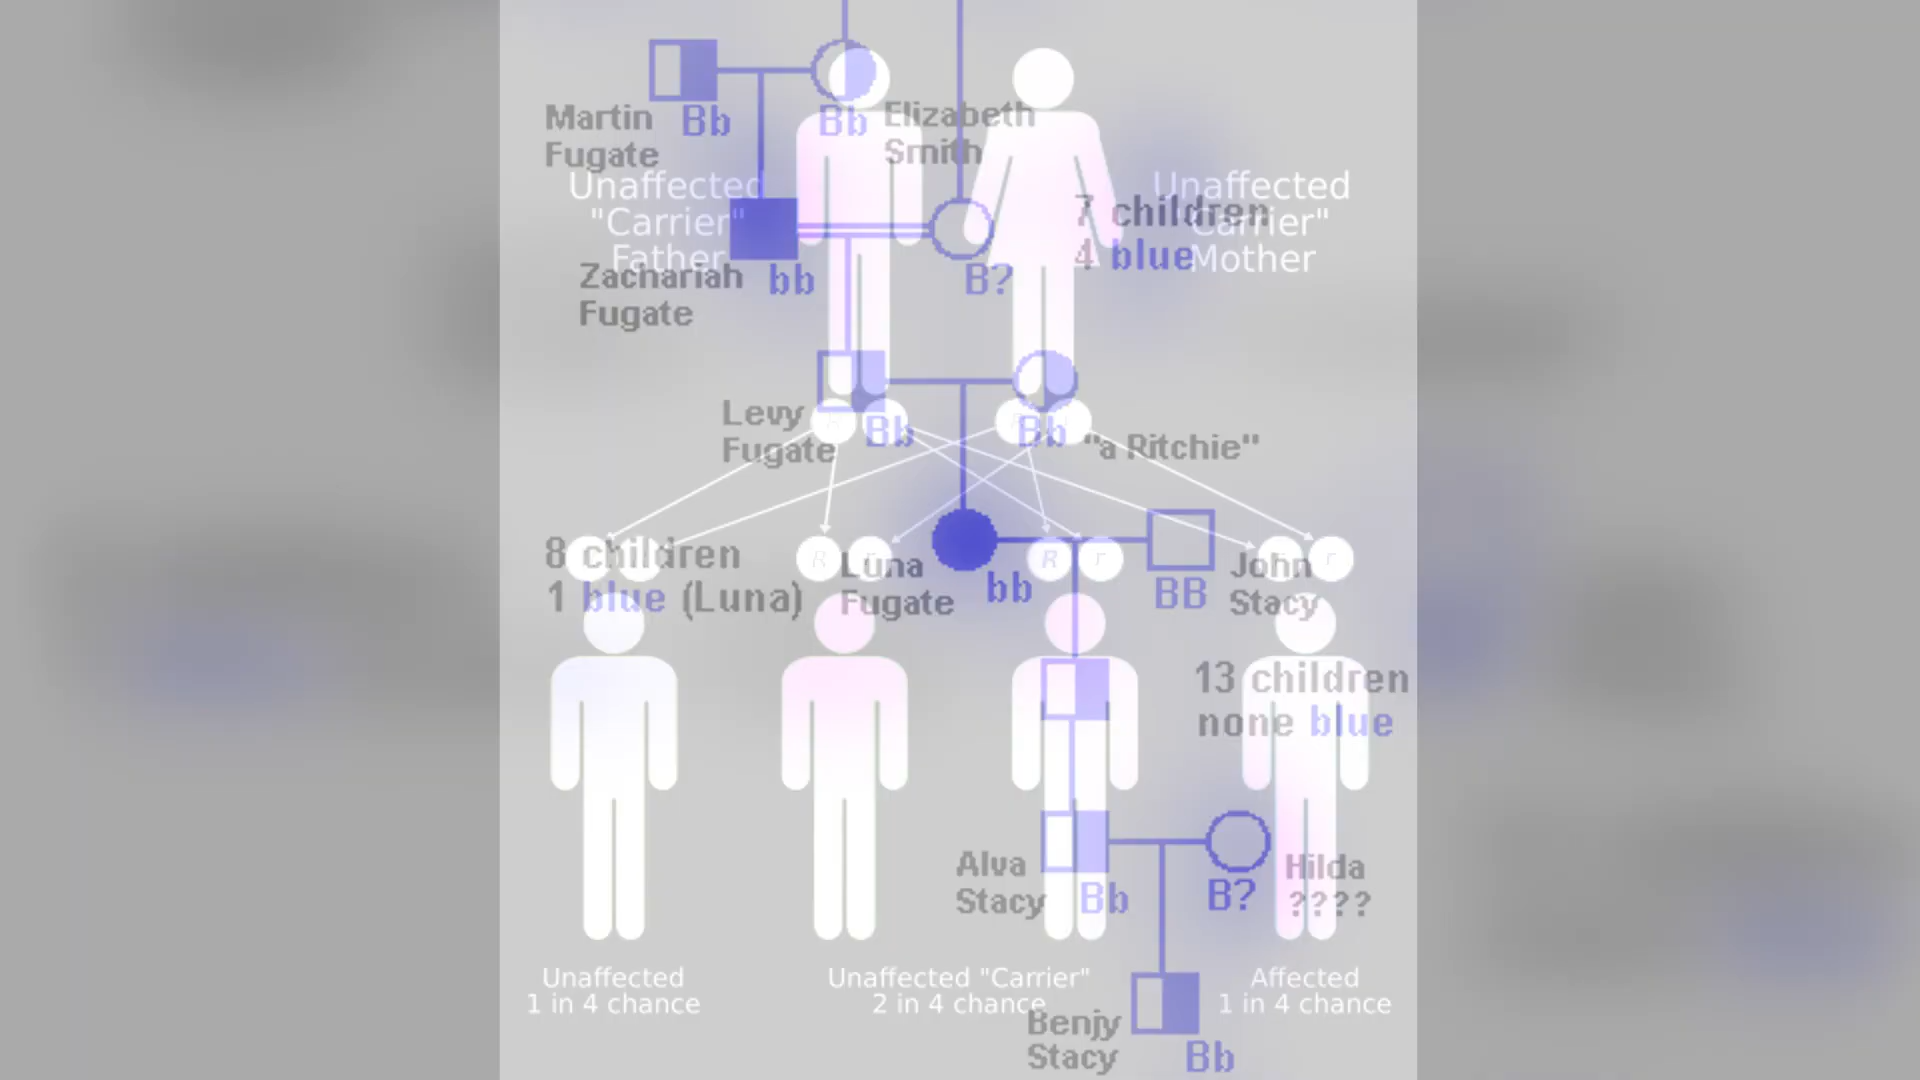 Martin
Fugate
Bb
Bb
Elizabeth
Smith
Unaffected
"Carrier"
Father
7 children
4 blue
Unaffected
"Carrier"
Mother
Zachariah
Fugate
bb
B?
Levy
Fugate
Bb
Bb
"a Ritchie"
8 children
1 blue (Luna)
R
r
Luna
Fugate
bb
R
r
BB
John
Stacy
r
r
13 children
none blue
Alva
Stacy
Bb
B?
Hilda
????
Unaffected
1 in 4 chance
Unaffected "Carrier"
2 in 4 chance
Affected
1 in 4 chance
Benjy
Stacy
Bb